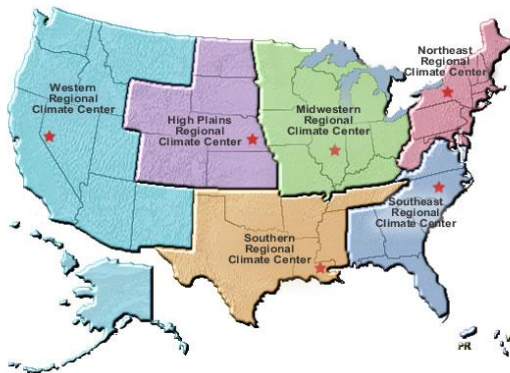 Northeast
Regional
Climate Center
Western
Regional
Climate Center
High Plains
Regional
Climate Center
Midwestern
Regional
Climate Center
Southeast
Regional
Climate Center
Southern
Regional
Climate Center
PR